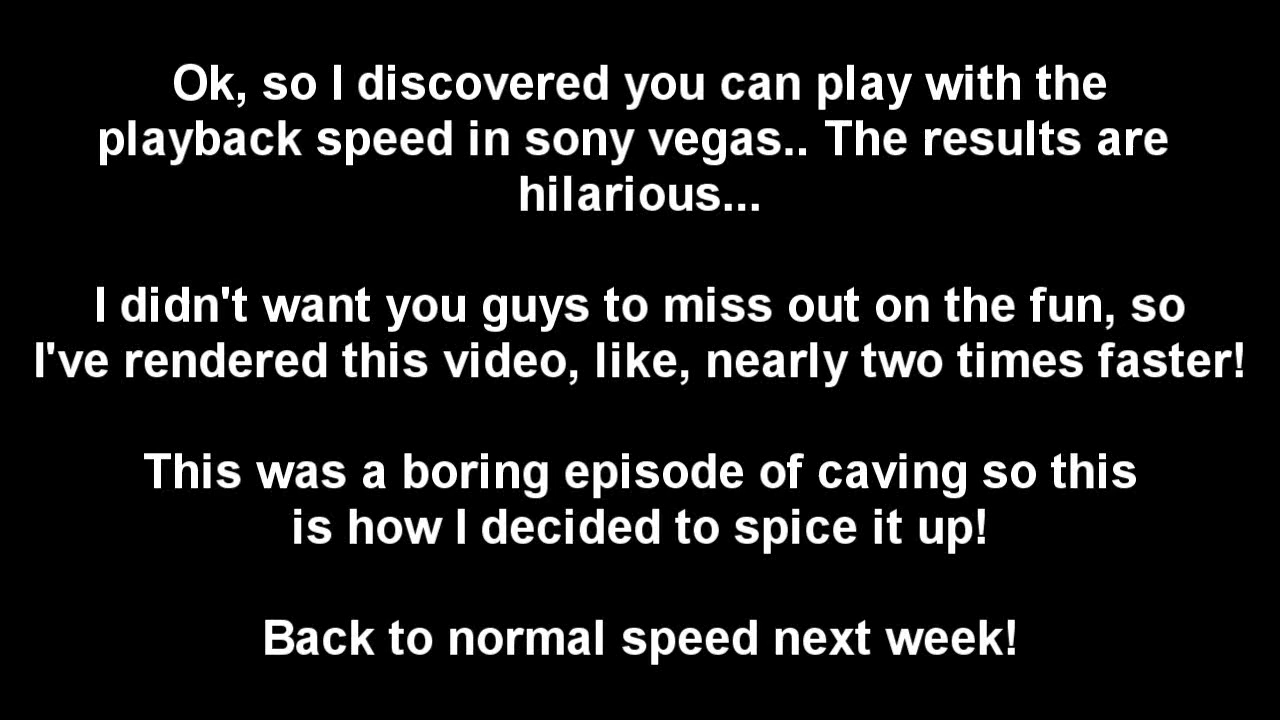 Ok, so I discovered you can play with the
playback speed in sony vegas.. The results are
hilarious...
I didn't want you guys to miss out on the fun, so
I've rendered this video, like, nearly two times faster!
This was a boring episode of caving so this
is how I decided to spice it up!
Back to normal speed next week!